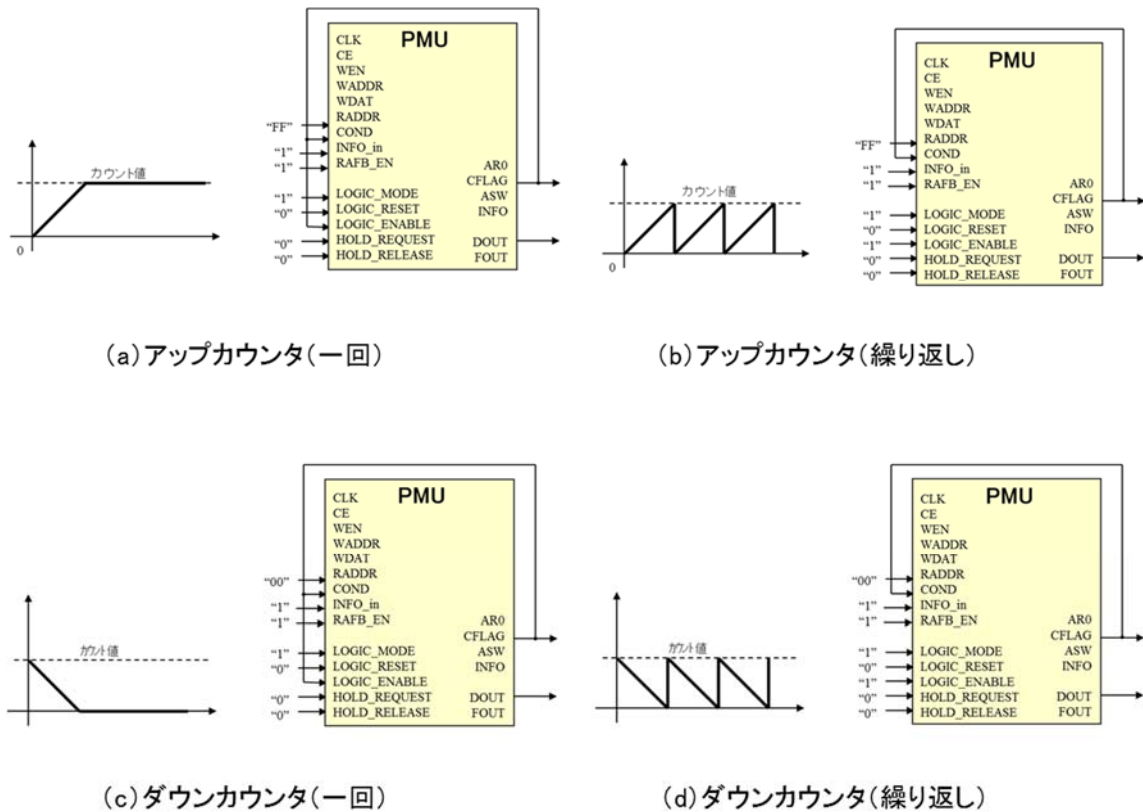 PMU
CLK
CE
WEN
WADDR
WDAT
RADDR
COND
INFO_in
RAFB_EN
LOGIC_MODE
LOGIC_RESET
LOGIC_ENABLE
HOLD_REQUEST
HOLD_RELEASE
AR0
CFLAG
ASW
INFO
DOUT
FOUT
“FF”
“1”
“1”
“1”
“0”
“0”
“0”
カウント値
0
(a)アップカウンタ(一回)
PMU
CLK
CE
WEN
WADDR
WDAT
RADDR
COND
INFO_in
RAFB_EN
LOGIC_MODE
LOGIC_RESET
LOGIC_ENABLE
HOLD_REQUEST
HOLD_RELEASE
AR0
CFLAG
ASW
INFO
DOUT
FOUT
“FF”
“1”
“1”
“1”
“0”
“1”
“0”
“0”
カウント値
0
(b)アップカウンタ(繰り返し)
PMU
CLK
CE
WEN
WADDR
WDAT
RADDR
COND
INFO_in
RAFB_EN
LOGIC_MODE
LOGIC_RESET
LOGIC_ENABLE
HOLD_REQUEST
HOLD_RELEASE
AR0
CFLAG
ASW
INFO
DOUT
FOUT
“00”
“1”
“1”
“1”
“0”
“0”
“0”
カウント値
(c)ダウンカウンタ(一回)
PMU
CLK
CE
WEN
WADDR
WDAT
RADDR
COND
INFO_in
RAFB_EN
LOGIC_MODE
LOGIC_RESET
LOGIC_ENABLE
HOLD_REQUEST
HOLD_RELEASE
AR0
CFLAG
ASW
INFO
DOUT
FOUT
“00”
“1”
“1”
“1”
“0”
“1”
“0”
“0”
カウント値
(d)ダウンカウンタ(繰り返し)